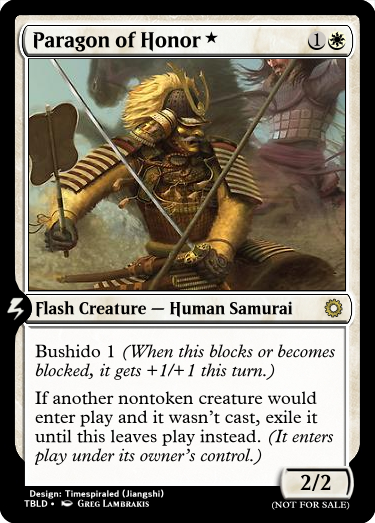 Paragon of Honor★ 1
Flash Creature — Human Samurai
Bushido 1 (When this blocks or becomes
blocked, it gets +1/+1 this turn.)
If another nontoken creature would
enter play and it wasn't cast, exile it
until this leaves play instead. (It enters
play under its owner's control.)
2/2
Design: Timespiraled (Jiangshi)
TBLD • Greg Lambrakis
(NOT FOR SALE)